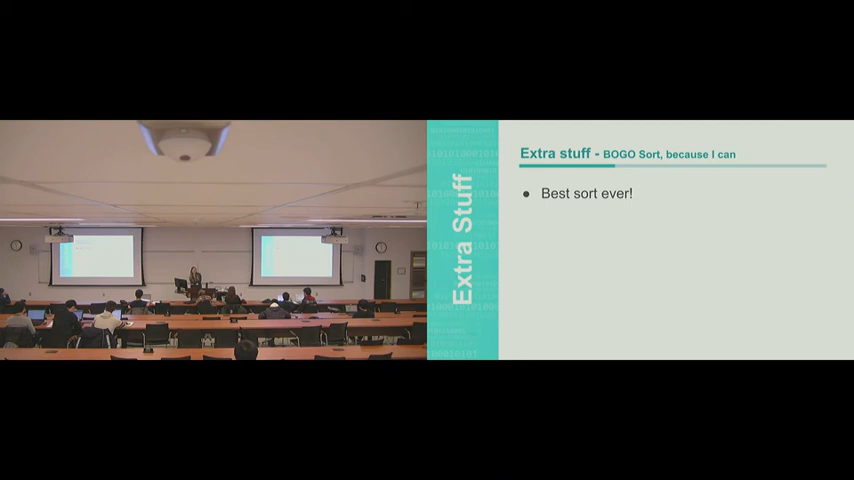 Extra Stuff
Extra stuff - BOGO Sort, because I can
● Best sort ever!